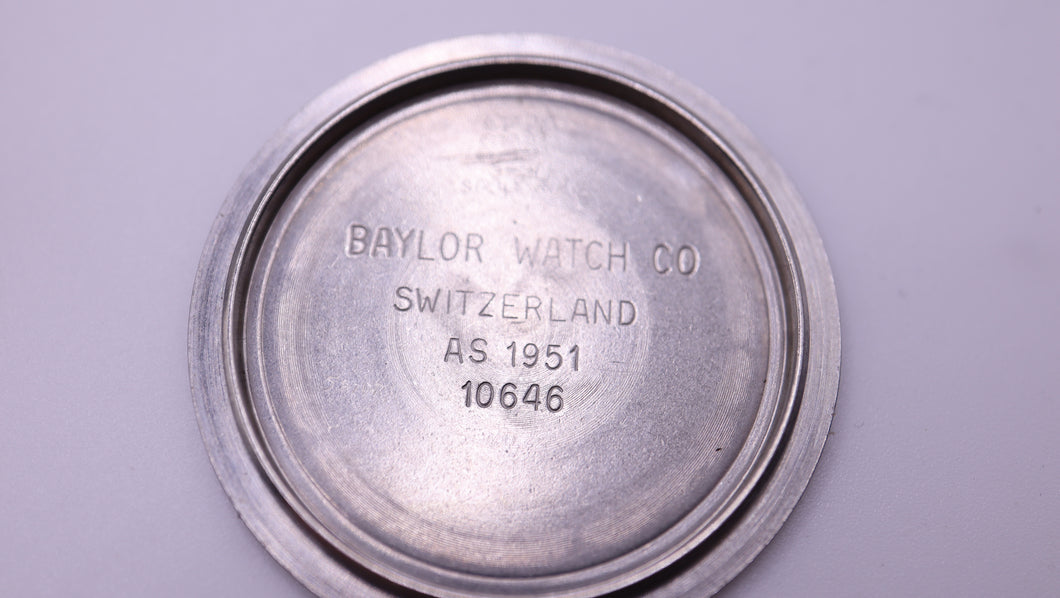 BAYLOR WATCH CO
SWITZERLAND
AS 1951
10646